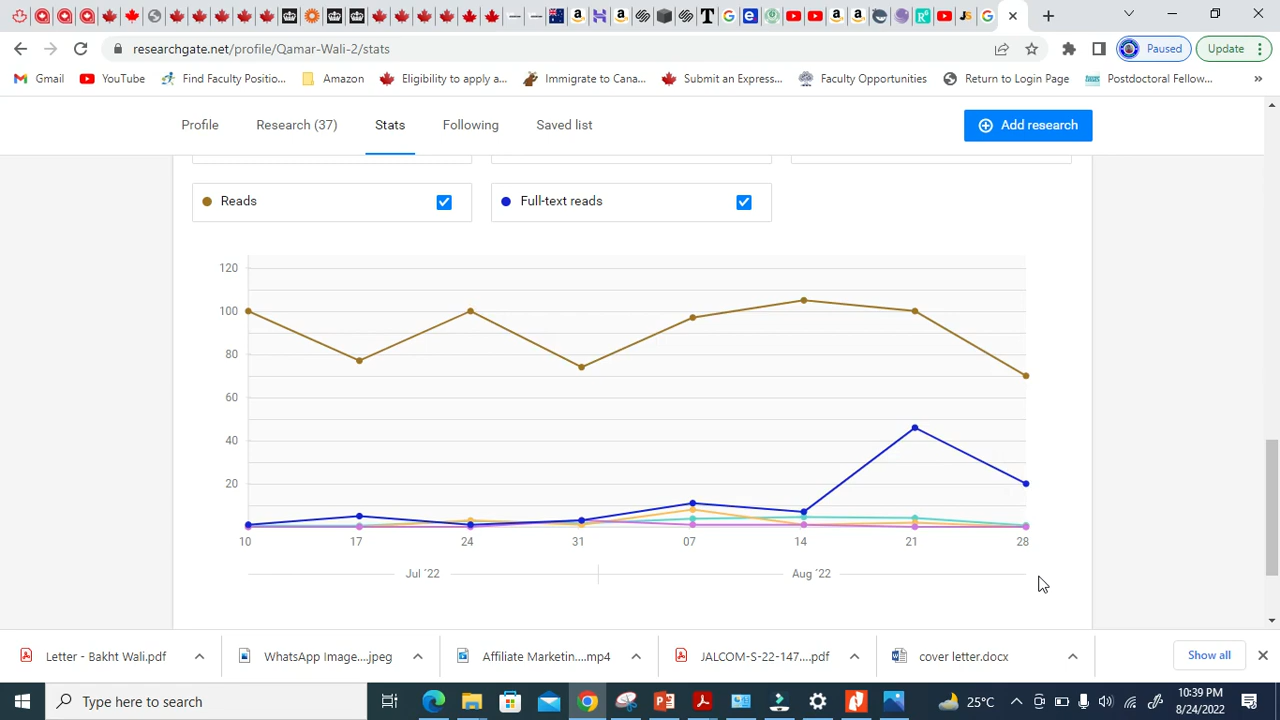 researchgate.net/profile/Qamar-Wali-2/stats
Paused
Update
Gmail
YouTube
Find Faculty Positio...
Amazon
Eligibility to apply a...
Immigrate to Cana...
Submit an Express...
Faculty Opportunities
Return to Login Page
Postdoctoral Fellow...
»
Profile
Research (37)
Stats
Following
Saved list
Add research
Reads
Full-text reads
120
100
80
60
40
20
10 17 24 31 07 14 21 28
Jul ´22
Aug ´22
Letter - Bakht Wali.pdf
WhatsApp Image....jpeg
Affiliate Marketin....mp4
JALCOM-S-22-147....pdf
cover letter.docx
Show all
Type here to search
25°C
10:39 PM
8/24/2022